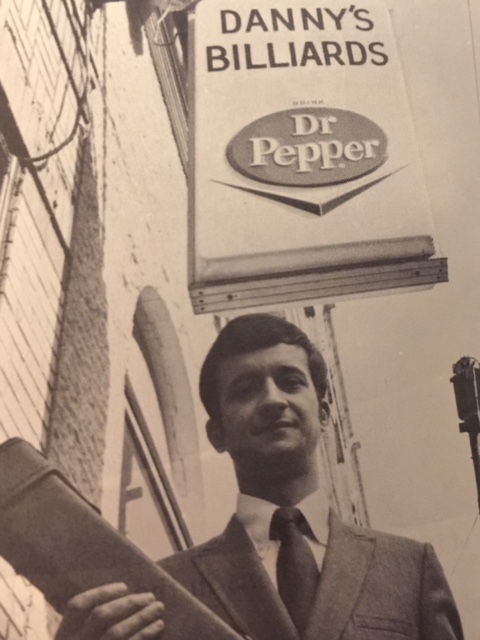 DANNY'S
BILLIARDS
DRINK
Dr
Pepper